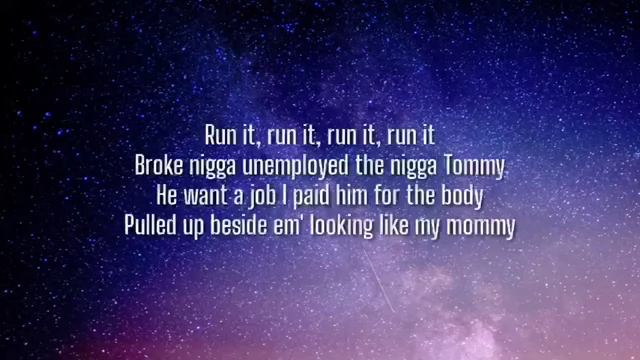 Run it, run it, run it, run it
Broke nigga unemployed the nigga Tommy
He want a job I paid him for the body
Pulled up beside em' looking like my mommy